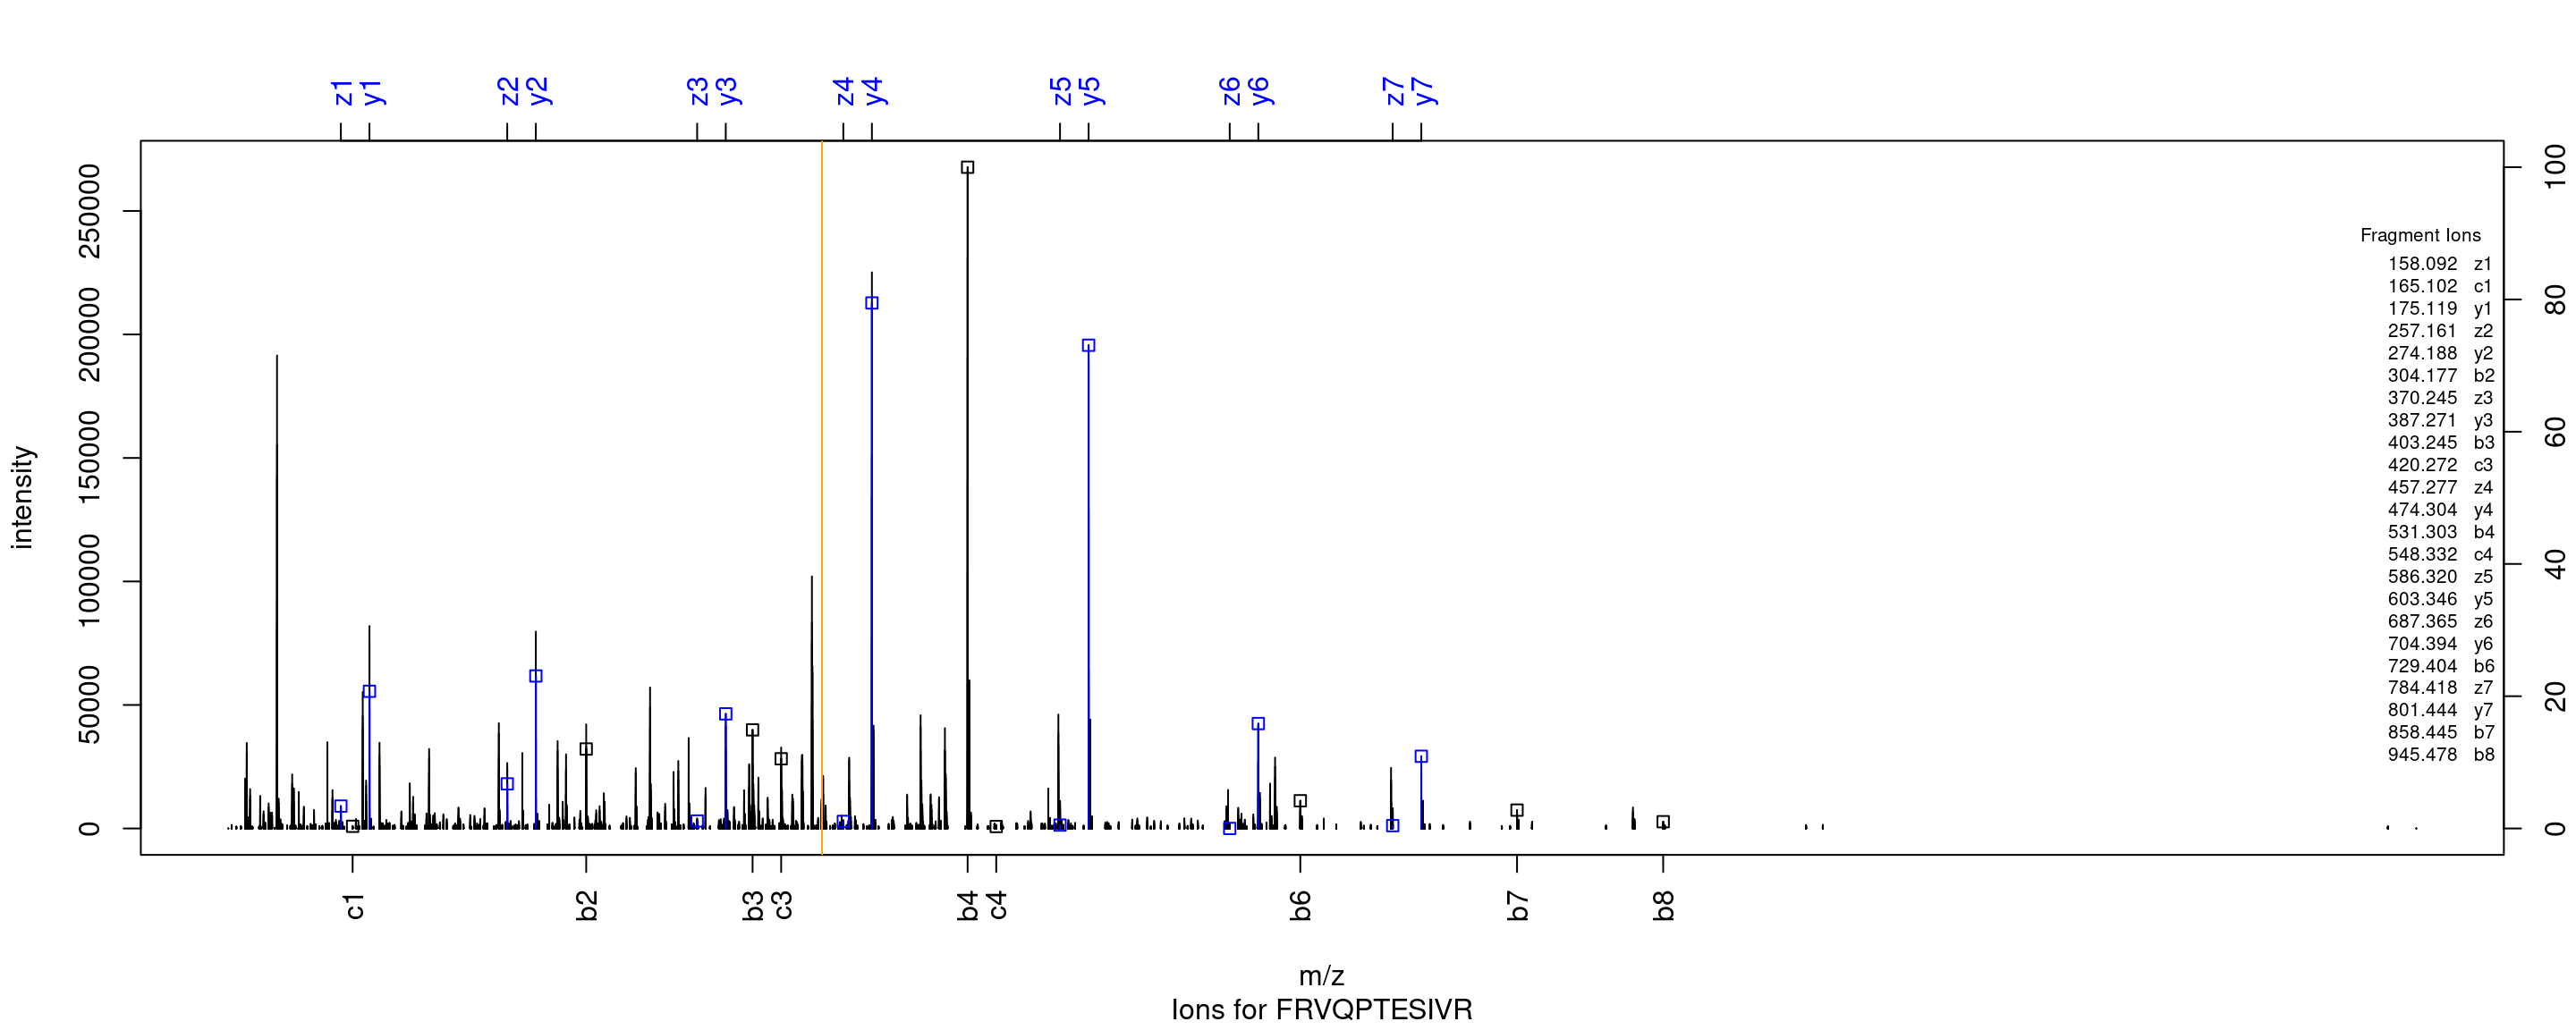 z1 y1 z2 y2 z3 y3 z4 y4 z5 y5 z6 y6 z7 y7
intensity
0 50000 100000 150000 200000 250000
0 20 40 60 80 100
Fragment Ions
158.092 z1
165.102 c1
175.119 y1
257.161 z2
274.188 y2
304.177 b2
370.245 z3
387.271 y3
403.245 b3
420.272 c3
457.277 z4
474.304 y4
531.303 b4
548.332 c4
586.320 z5
603.346 y5
687.365 z6
704.394 y6
729.404 b6
784.418 z7
801.444 y7
858.445 b7
945.478 b8
c1 b2 b3 c3 b4 c4 b6 b7 b8
m/z
Ions for FRVQPTESIVR